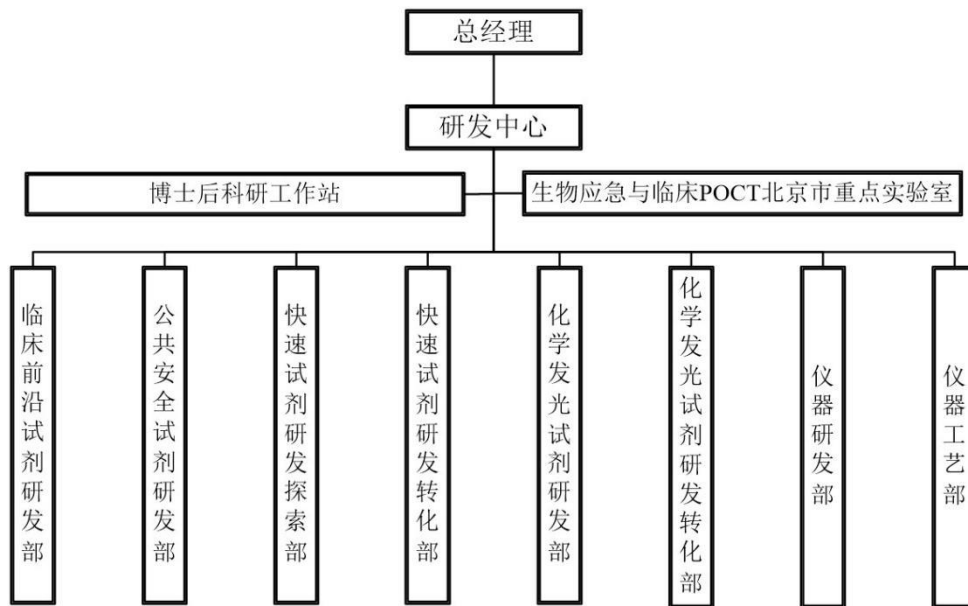 总经理
研发中心
博士后科研工作站
生物应急与临床POCT北京市重点实验室
临床前沿试剂研发部
公共安全试剂研发部
快速试剂研发探索部
快速试剂研发转化部
化学发光试剂研发部
化学发光试剂研发转化部
仪器研发部
仪器工艺部